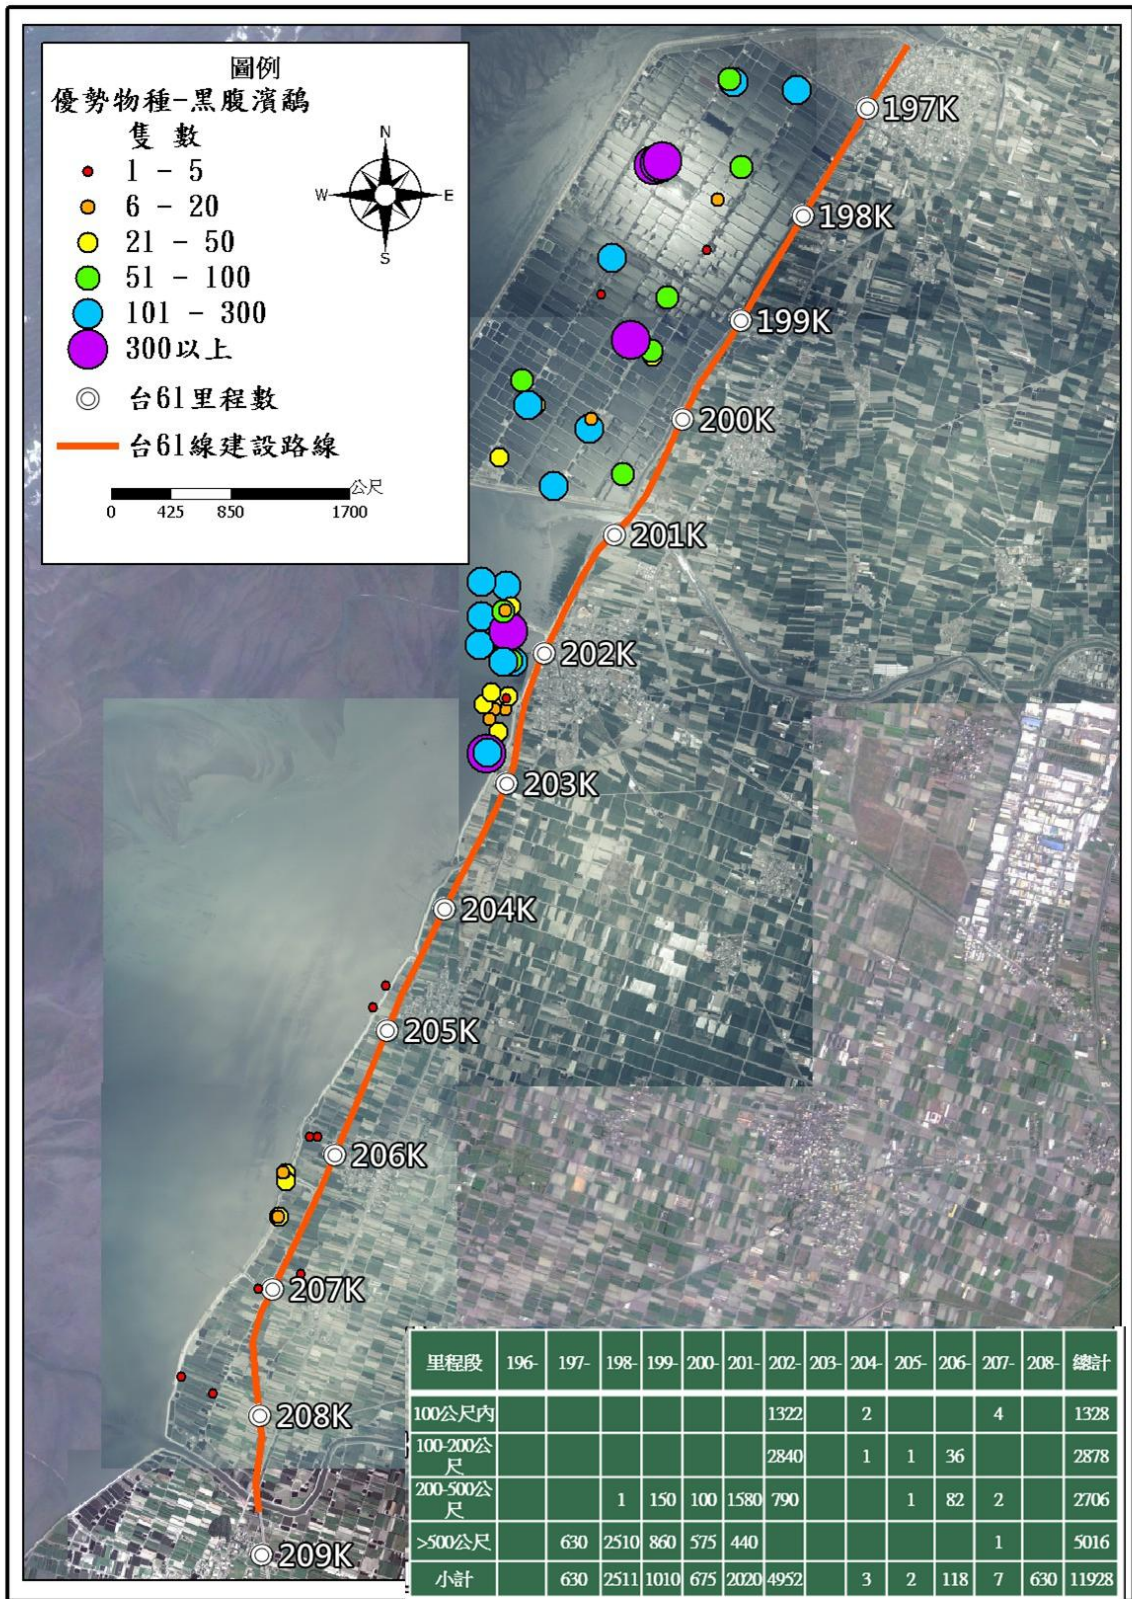 圖例
優勢物種-黑腹濱鷸
隻 數
1 - 5
6 - 20
21 - 50
51 - 100
101 - 300
300以上
台61里程數
台61線建設路線
公尺
0 425 850 1700
N
W E
S
197K
198K
199K
200K
201K
202K
203K
204K
205K
206K
207K
208K
209K
里程段 196- 197- 198- 199- 200- 201- 202- 203- 204- 205- 206- 207- 208- 總計
100公尺內 1322 2 4 1328
100-200公尺 2840 1 1 36 2878
200-500公尺 1 150 100 1580 790 1 82 2 2706
>500公尺 630 2510 860 575 440 1 5016
小計 630 2511 1010 675 2020 4952 3 2 118 7 630 11928